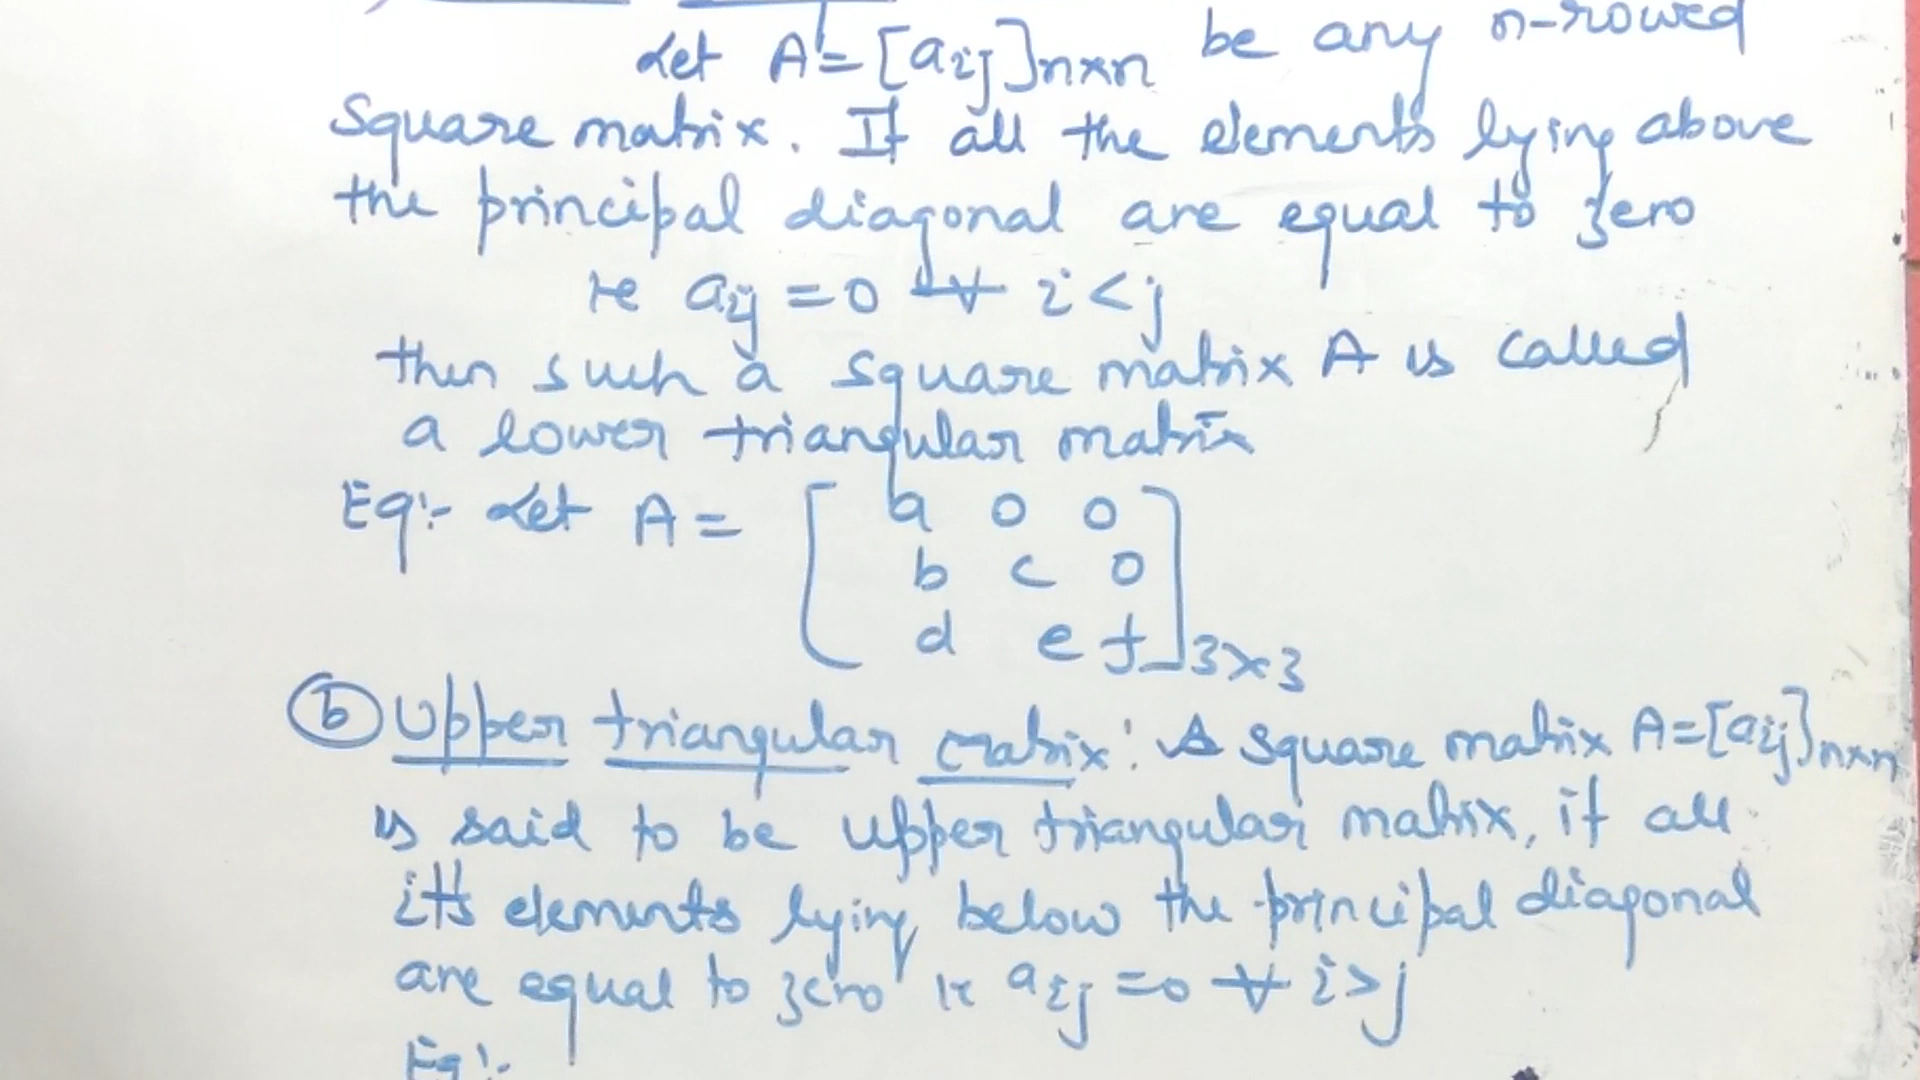 Let A = [aij]n×n be any n-rowed
Square matrix. If all the elements lying above
the principal diagonal are equal to zero
ie aij = 0 ∀ i < j
then such a square matrix A is called
a lower triangular matrix
Eg:- Let A = [ a 0 0
b c 0
d e f ]3×3
(b) Upper triangular matrix: A square matrix A=[aij]n×n
is said to be upper triangular matrix, if all
its elements lying below the principal diagonal
are equal to zero ie aij = 0 ∀ i > j
Eg:-